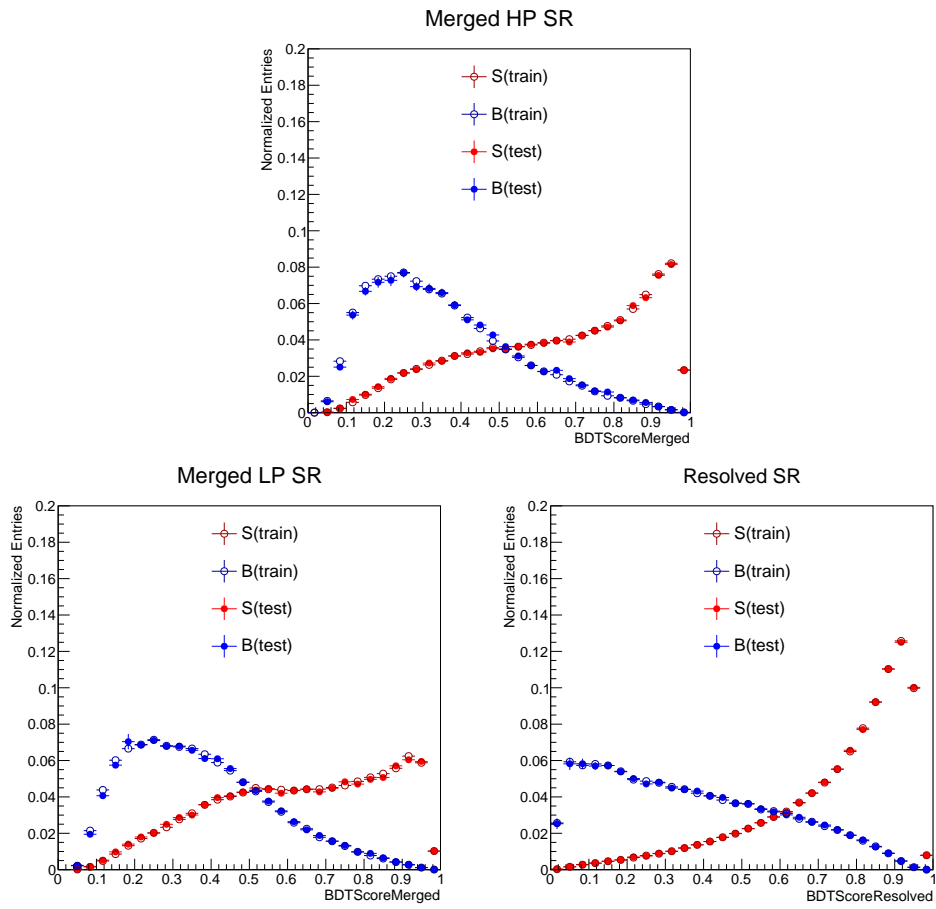 Merged HP SR
Normalized Entries
0.2
0.18
0.16
0.14
0.12
0.1
0.08
0.06
0.04
0.02
0
S(train)
B(train)
S(test)
B(test)
0 0.1 0.2 0.3 0.4 0.5 0.6 0.7 0.8 0.9 1
BDTScoreMerged
Merged LP SR
Normalized Entries
0.2
0.18
0.16
0.14
0.12
0.1
0.08
0.06
0.04
0.02
0
S(train)
B(train)
S(test)
B(test)
0 0.1 0.2 0.3 0.4 0.5 0.6 0.7 0.8 0.9 1
BDTScoreMerged
Resolved SR
Normalized Entries
0.2
0.18
0.16
0.14
0.12
0.1
0.08
0.06
0.04
0.02
0
S(train)
B(train)
S(test)
B(test)
0 0.1 0.2 0.3 0.4 0.5 0.6 0.7 0.8 0.9 1
BDTScoreResolved